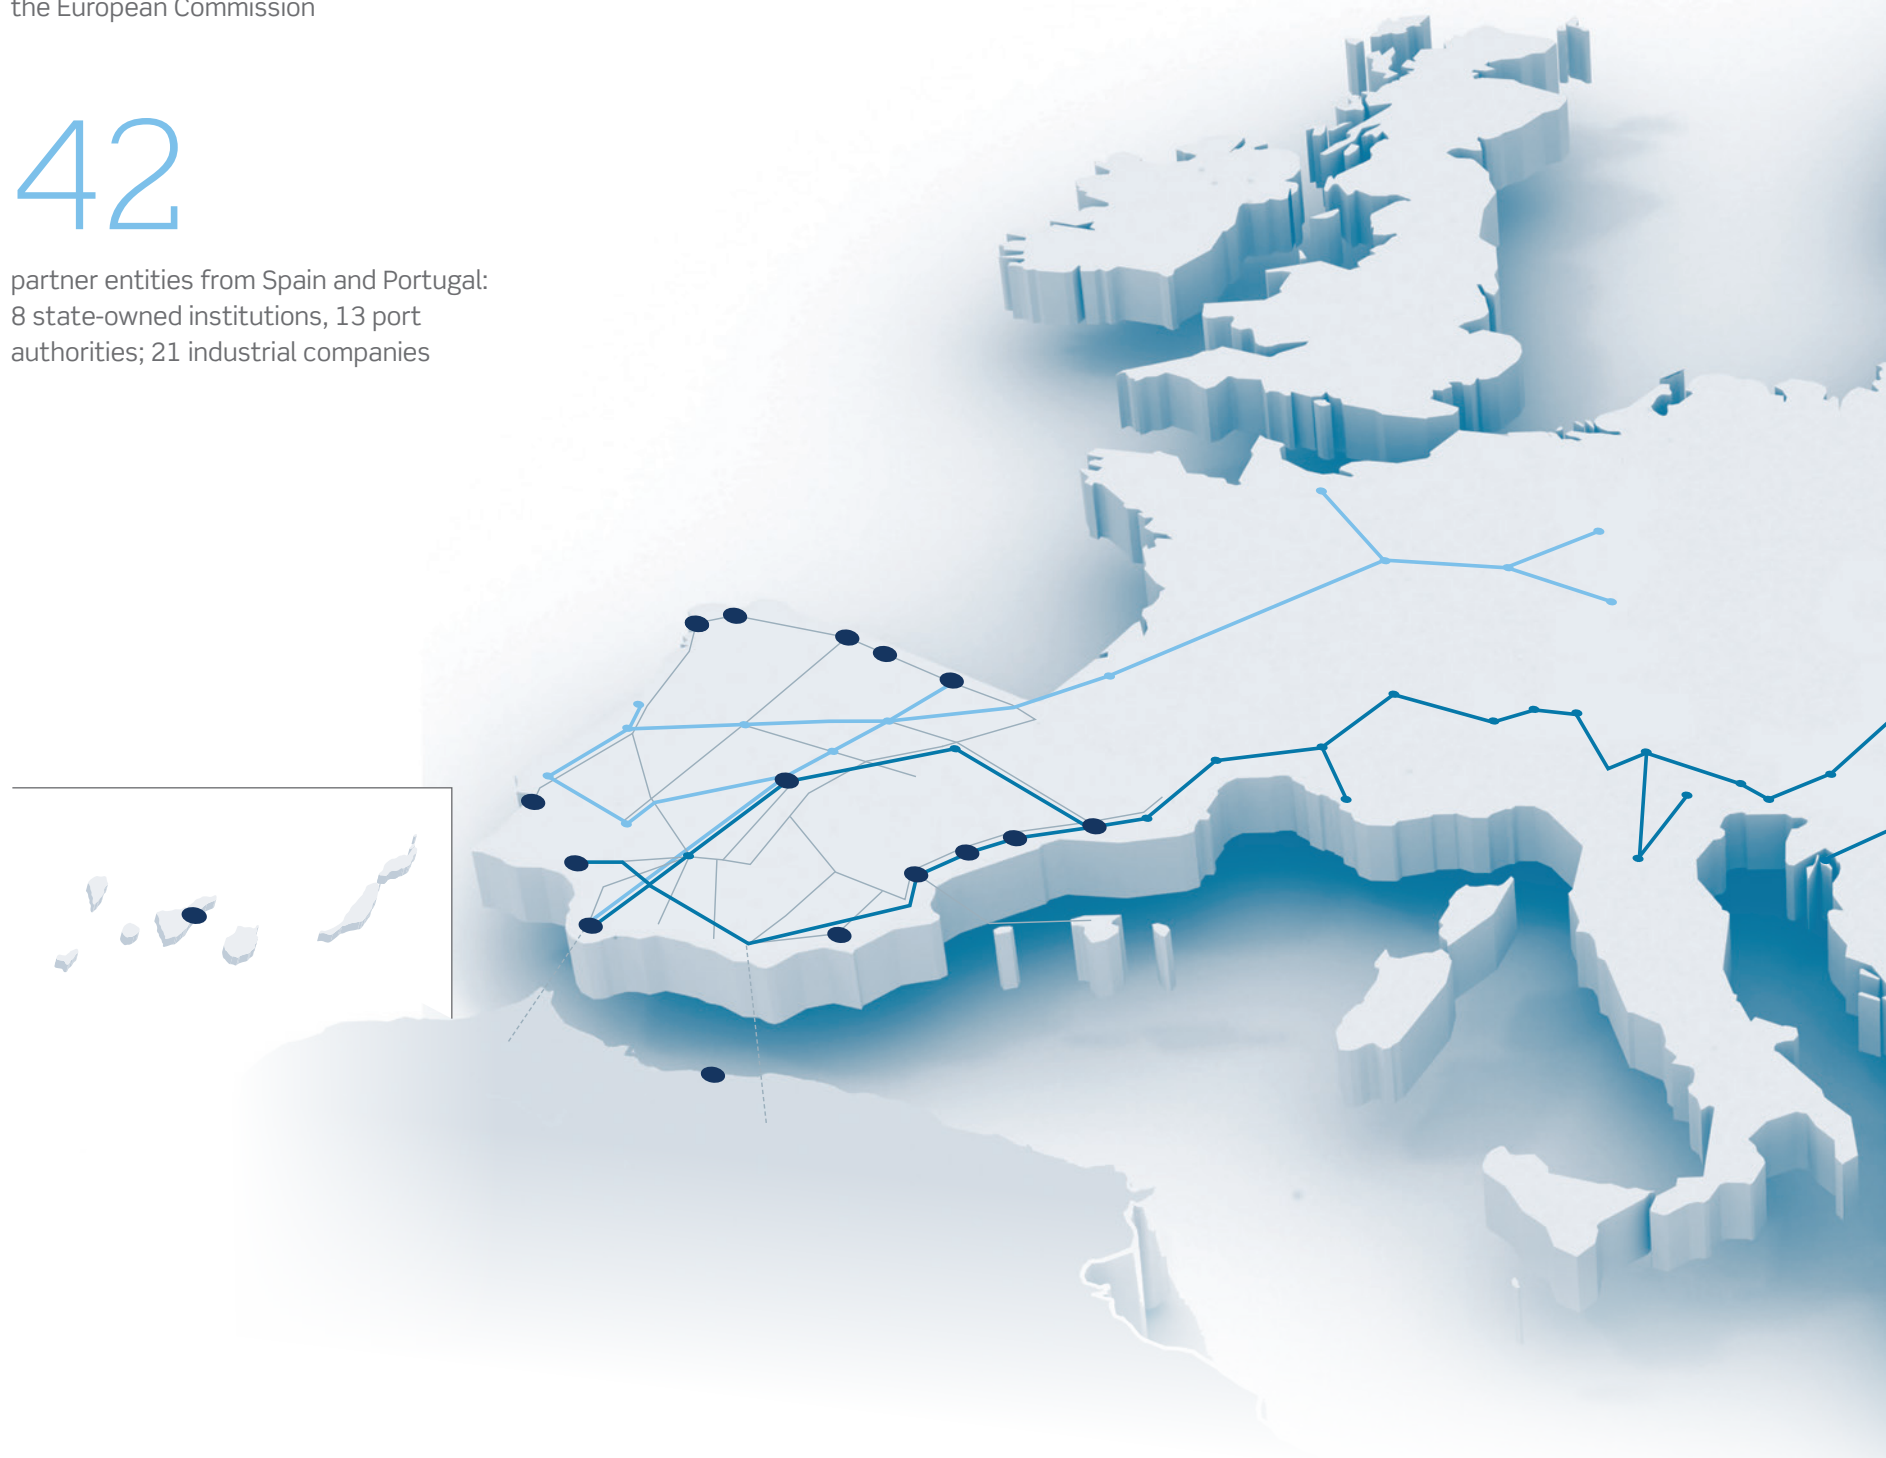 the European Commission
42
partner entities from Spain and Portugal:
8 state-owned institutions, 13 port
authorities; 21 industrial companies